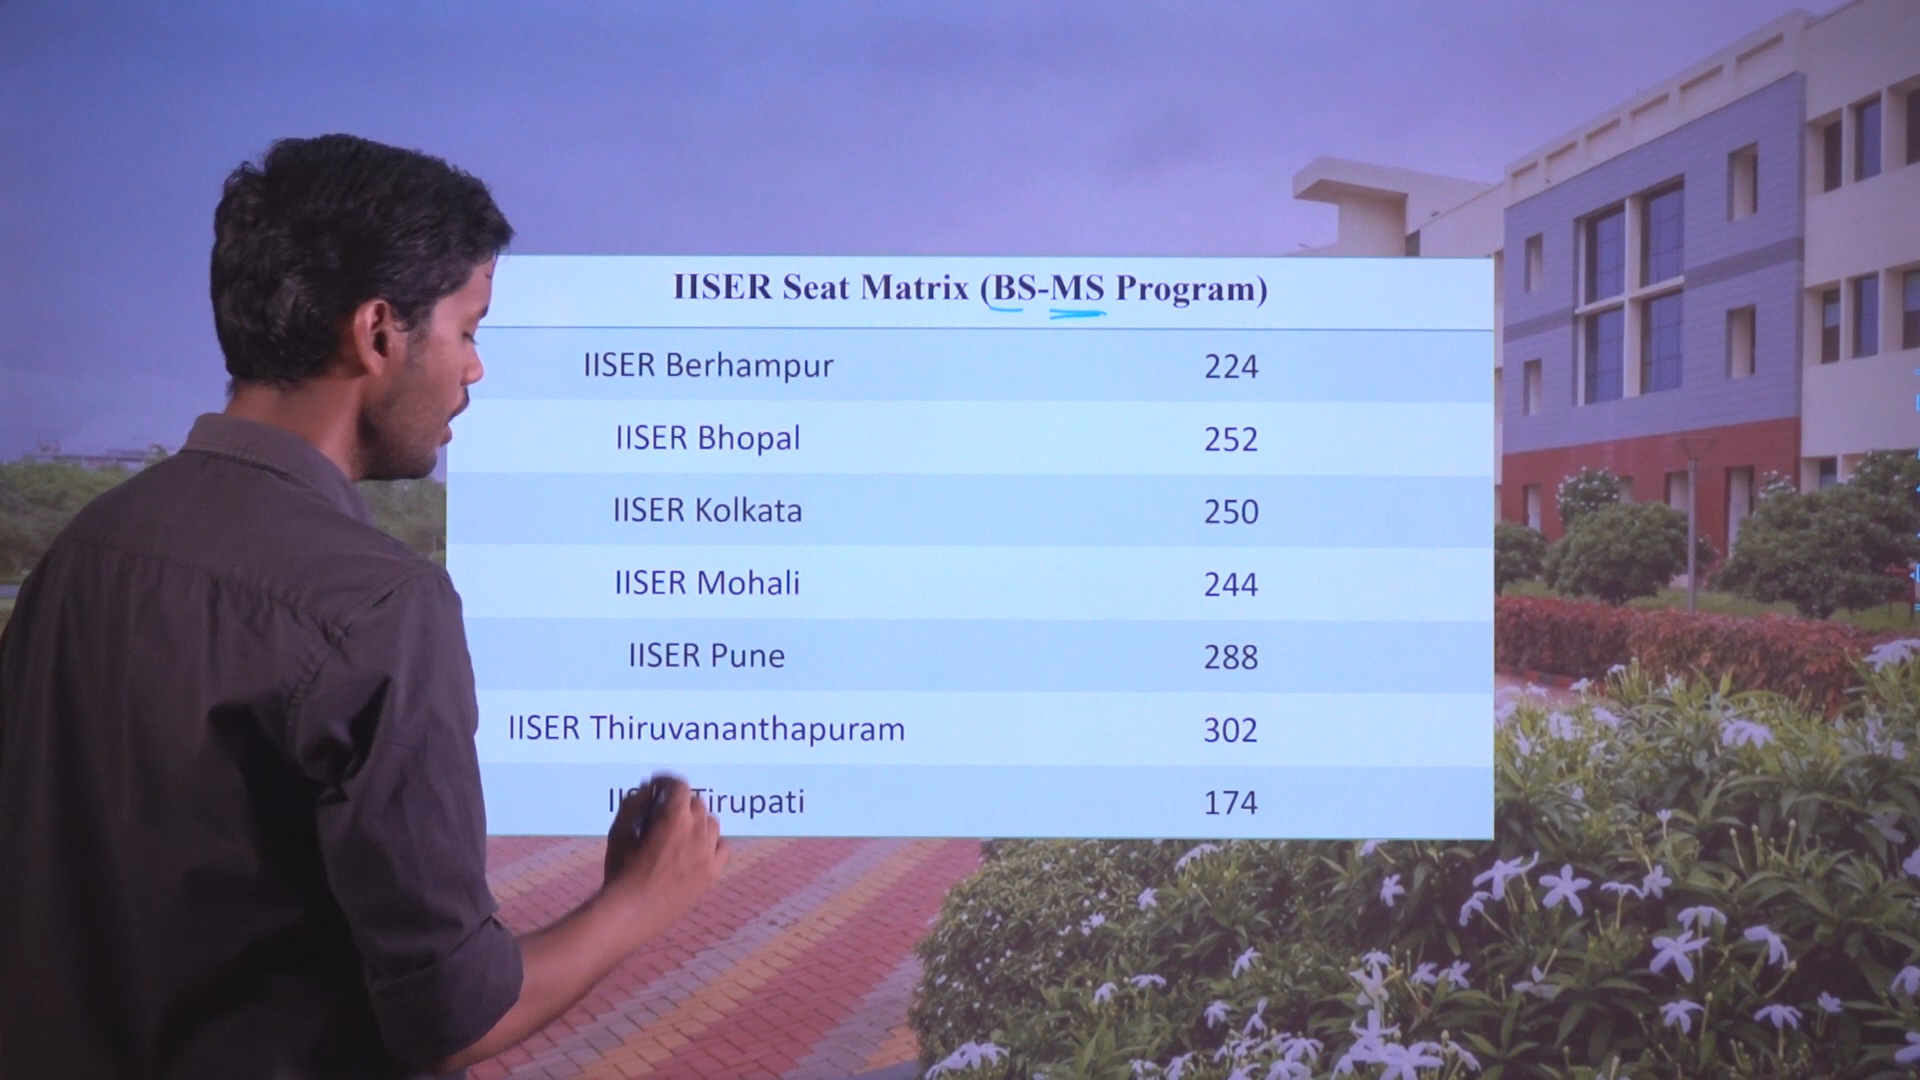 IISER Seat Matrix (BS-MS Program)
IISER Berhampur 224
IISER Bhopal 252
IISER Kolkata 250
IISER Mohali 244
IISER Pune 288
IISER Thiruvananthapuram 302
Tirupati 174